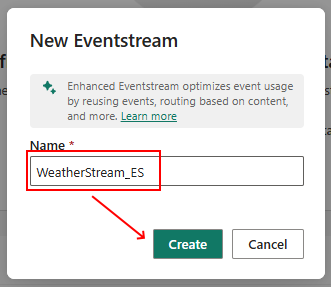 New Eventstream
Enhanced Eventstream optimizes event usage
by reusing events, routing based on content,
and more. Learn more
Name *
WeatherStream_ES
Create
Cancel